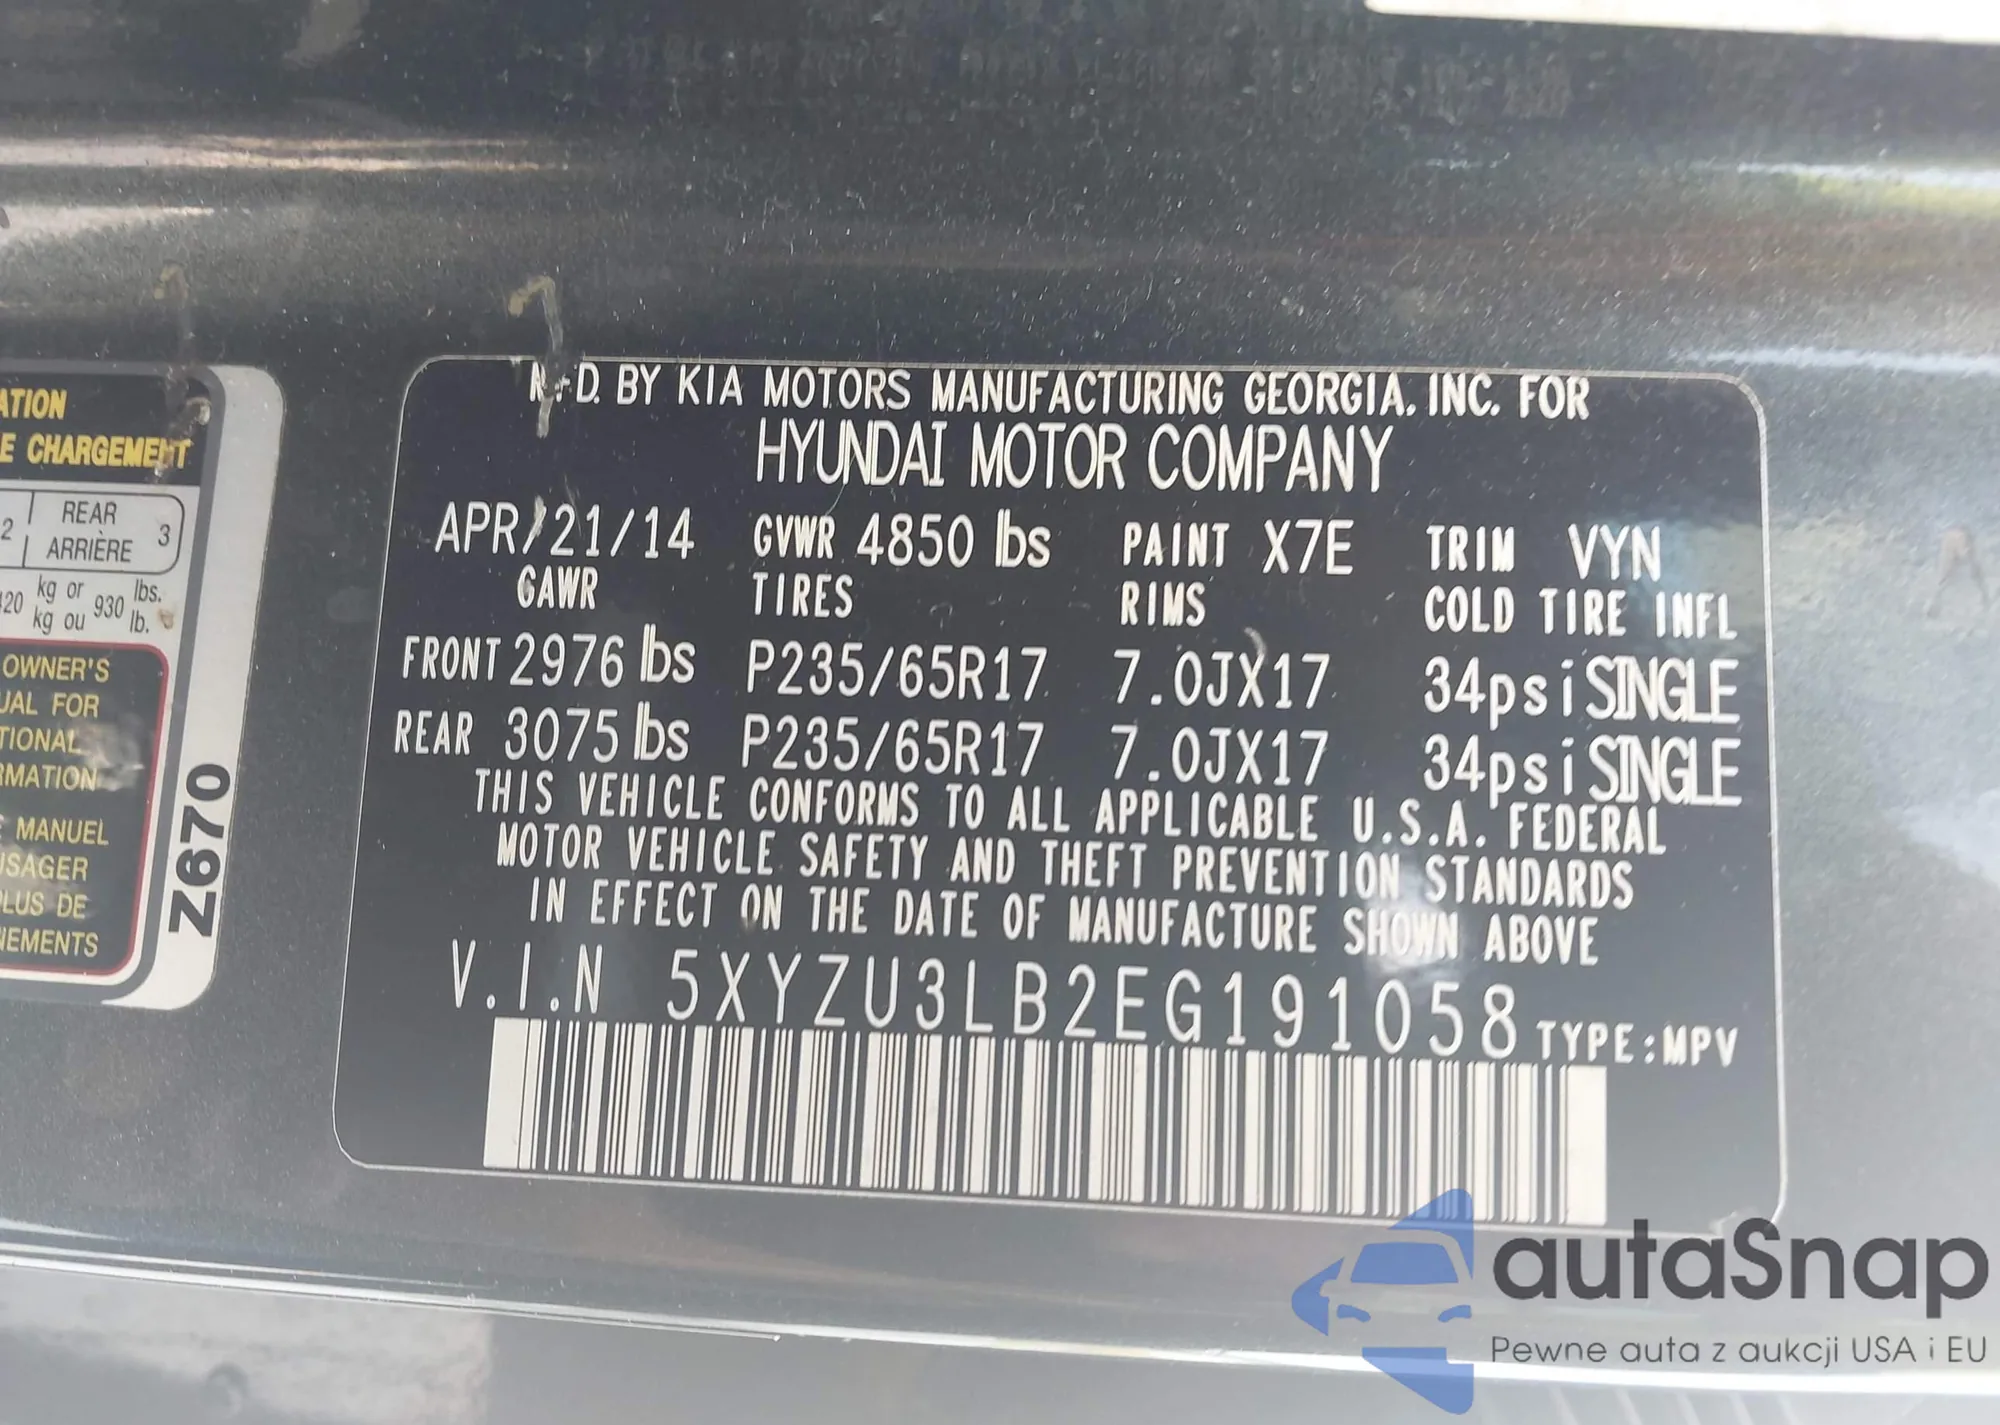 ATION
E CHARGEMENT
2 REAR ARRIÈRE 3
420 kg or kg ou 930 lbs. lb.
OWNER'S
UAL FOR
TIONAL
RMATION
E MANUEL
USAGER
PLUS DE
NEMENTS
Z670
MFD. BY KIA MOTORS MANUFACTURING GEORGIA, INC. FOR
HYUNDAI MOTOR COMPANY
APR/21/14 GVWR 4850 lbs PAINT X7E TRIM VYN
GAWR TIRES RIMS COLD TIRE INFL
FRONT 2976 lbs P235/65R17 7.0JX17 34psi SINGLE
REAR 3075 lbs P235/65R17 7.0JX17 34psi SINGLE
THIS VEHICLE CONFORMS TO ALL APPLICABLE U.S.A. FEDERAL
MOTOR VEHICLE SAFETY AND THEFT PREVENTION STANDARDS
IN EFFECT ON THE DATE OF MANUFACTURE SHOWN ABOVE
V.I.N 5XYZU3LB2EG191058 TYPE:MPV
autaSnap
Pewne auta z aukcji USA i EU